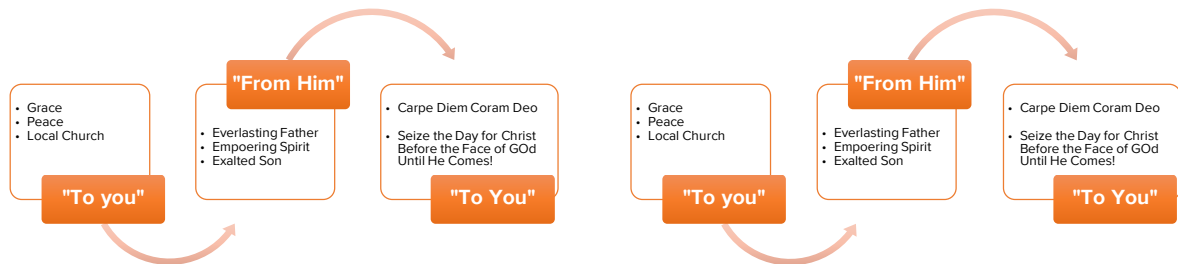 "From Him"
• Grace
• Peace
• Local Church
• Everlasting Father
• Empoering Spirit
• Exalted Son
• Carpe Diem Coram Deo
• Seize the Day for Christ
Before the Face of GOd
Until He Comes!
"To you"
"To You"
"From Him"
• Grace
• Peace
• Local Church
• Everlasting Father
• Empoering Spirit
• Exalted Son
• Carpe Diem Coram Deo
• Seize the Day for Christ
Before the Face of GOd
Until He Comes!
"To you"
"To You"